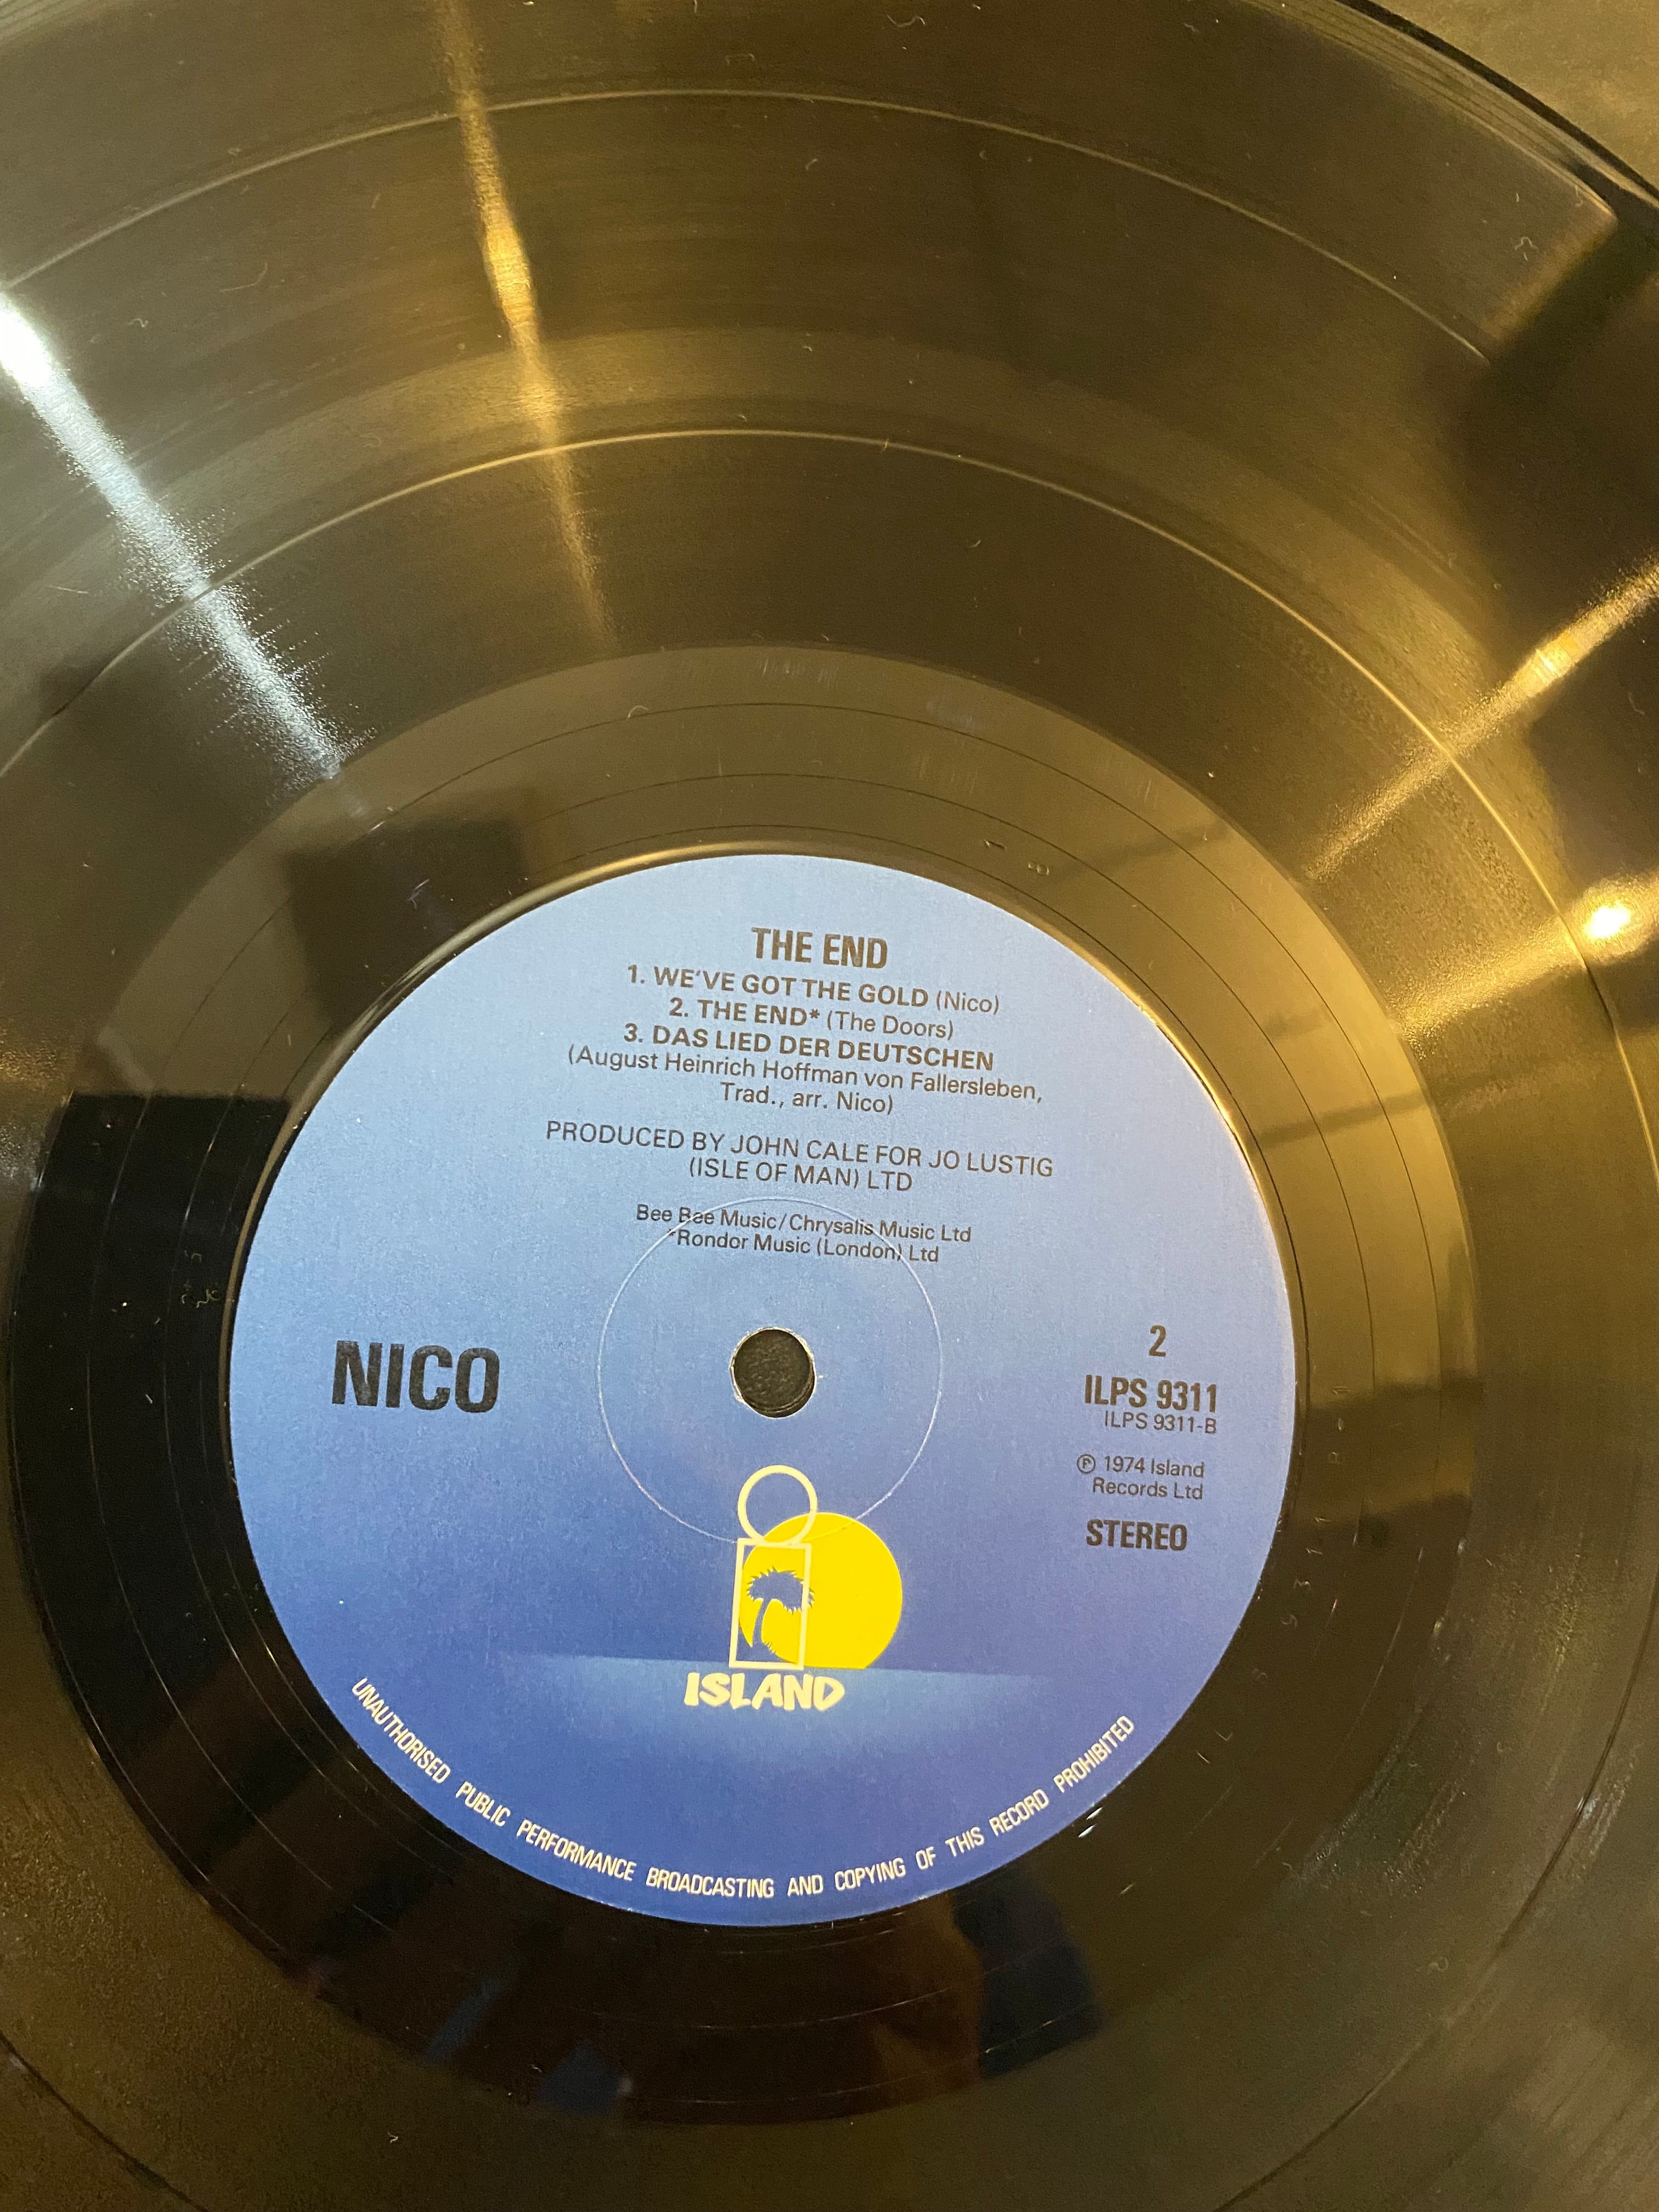 THE END
1. WE'VE GOT THE GOLD (Nico)
2. THE END* (The Doors)
3. DAS LIED DER DEUTSCHEN
(August Heinrich Hoffman von Fallersleben,
Trad., arr. Nico)
PRODUCED BY JOHN CALE FOR JO LUSTIG
(ISLE OF MAN) LTD
Bee Bee Music/Chrysalis Music Ltd
*Rondor Music (London) Ltd
NICO
2
ILPS 9311
ILPS 9311-B
Ⓟ 1974 Island
Records Ltd
STEREO
ISLAND
UNAUTHORISED PUBLIC PERFORMANCE BROADCASTING AND COPYING OF THIS RECORD PROHIBITED